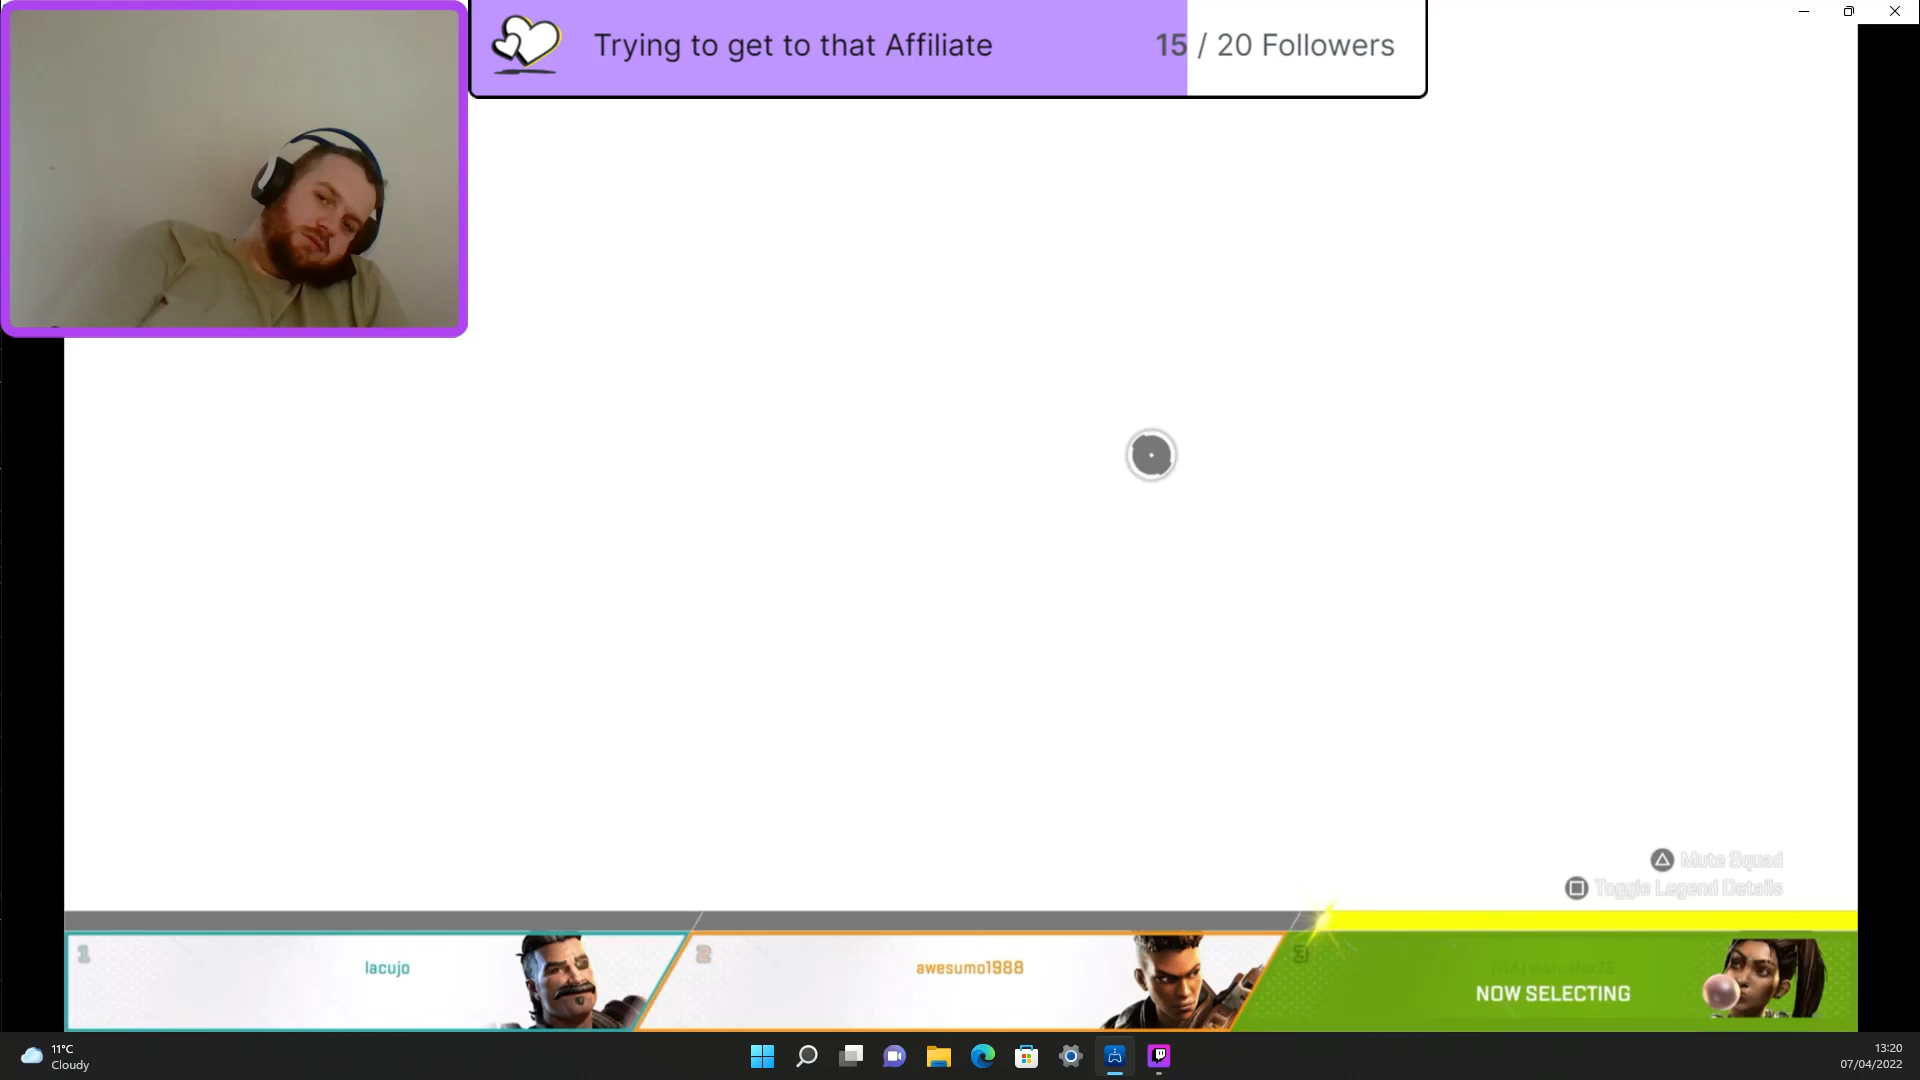 Trying to get to that Affiliate
15 / 20 Followers
Mute Squad
Toggle Legend Details
1
lacujo
2
awesumo1988
3
NOW SELECTING
11°C
Cloudy
13:20
07/04/2022